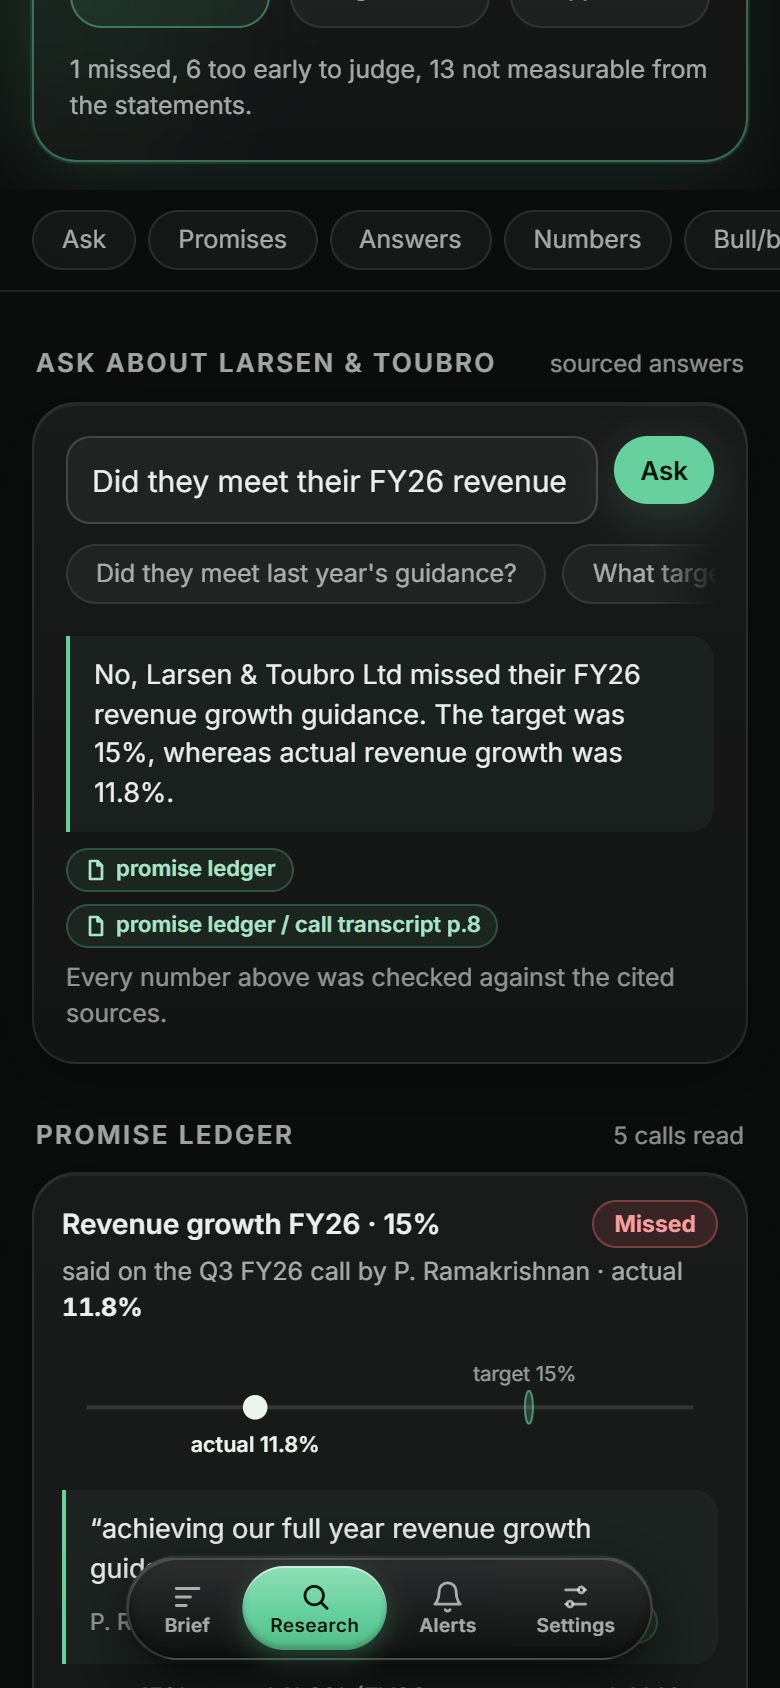 1 missed, 6 too early to judge, 13 not measurable from
the statements.
Ask
Promises
Answers
Numbers
Bull/b
ASK ABOUT LARSEN & TOUBRO
sourced answers
Did they meet their FY26 revenue
Ask
Did they meet last year's guidance?
What targe
No, Larsen & Toubro Ltd missed their FY26
revenue growth guidance. The target was
15%, whereas actual revenue growth was
11.8%.
promise ledger
promise ledger / call transcript p.8
Every number above was checked against the cited
sources.
PROMISE LEDGER
5 calls read
Revenue growth FY26 · 15%
Missed
said on the Q3 FY26 call by P. Ramakrishnan · actual
11.8%
target 15%
actual 11.8%
“achieving our full year revenue growth
guid
P. R
Brief
Research
Alerts
Settings